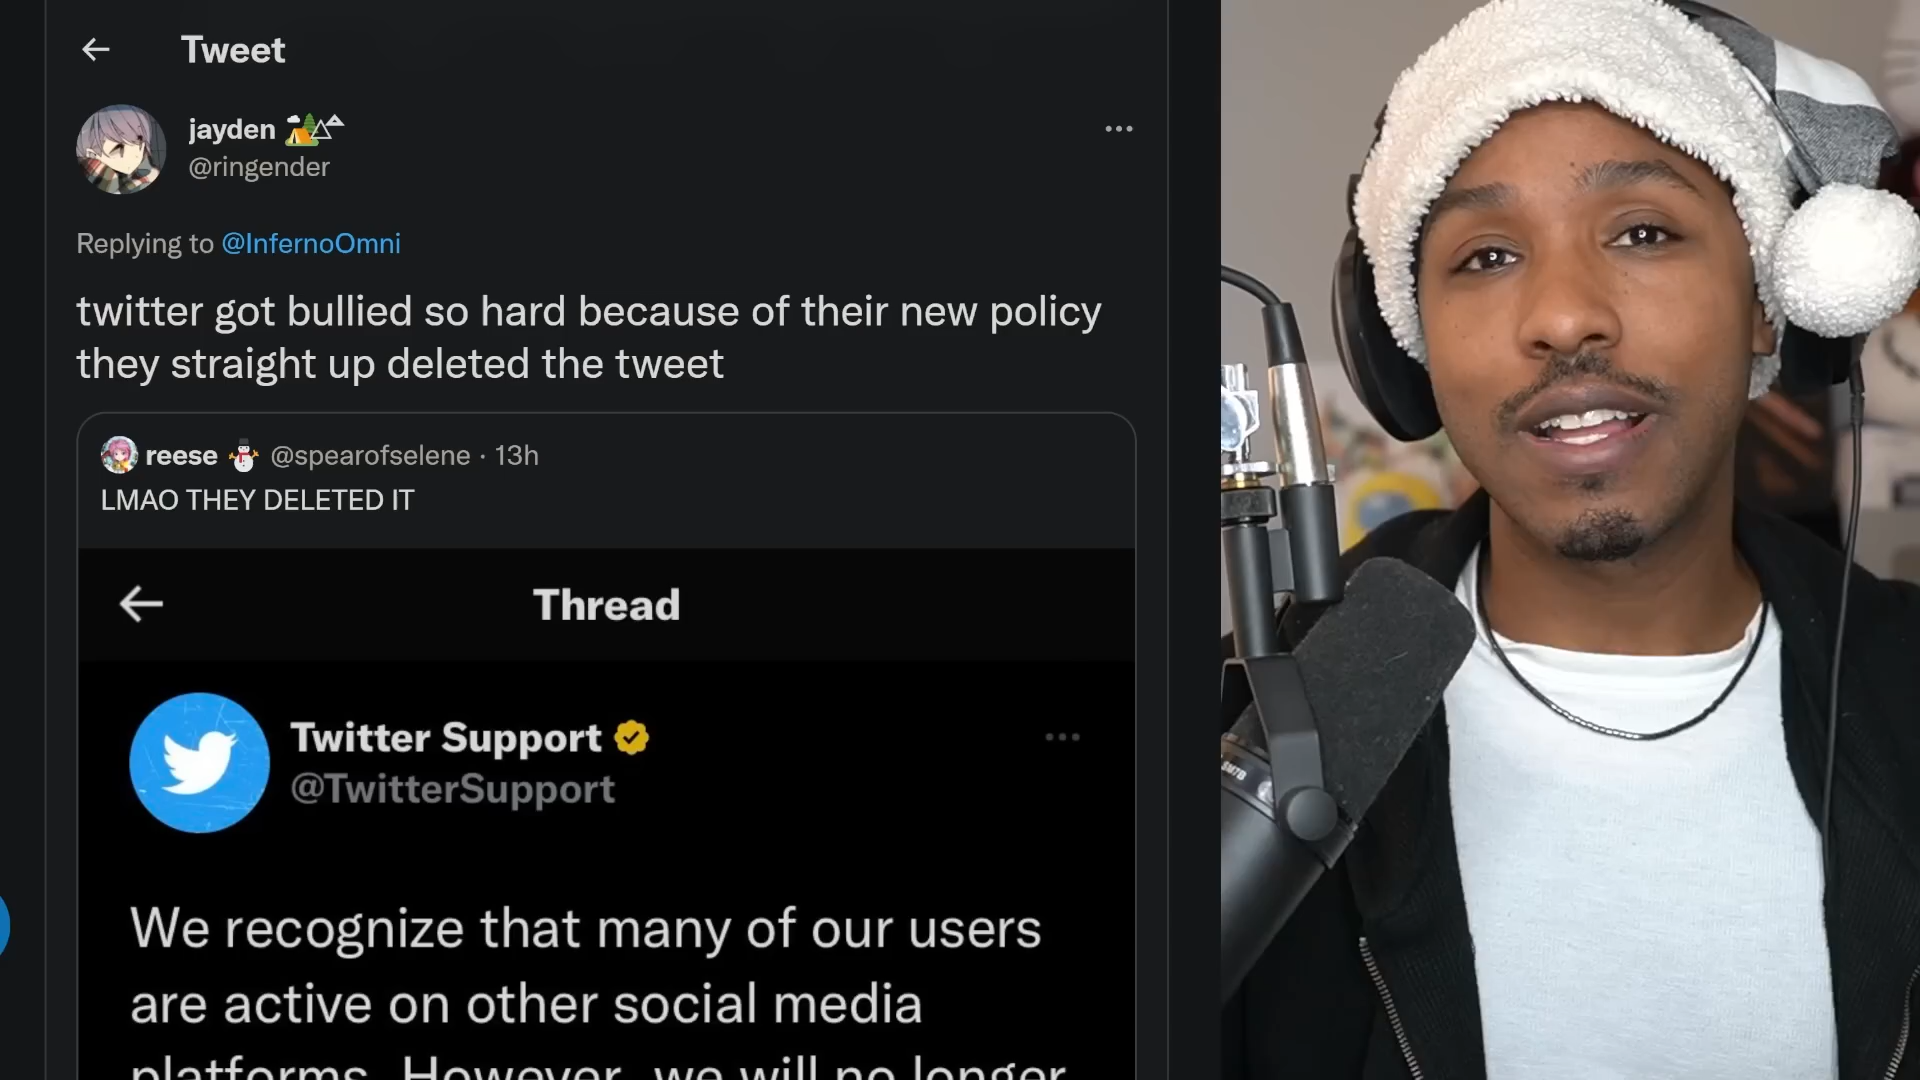 Tweet
jayden
@ringender
Replying to @InfernoOmni
twitter got bullied so hard because of their new policy
they straight up deleted the tweet
reese @spearofselene · 13h
LMAO THEY DELETED IT
Thread
Twitter Support
@TwitterSupport
We recognize that many of our users
are active on other social media
platforms. However, we will no longer
SM7B